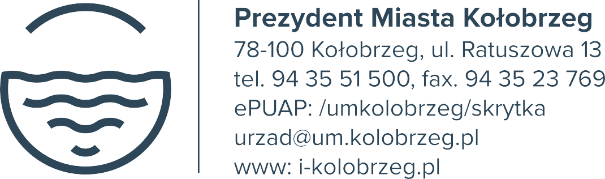 Prezydent Miasta Kołobrzeg
78-100 Kołobrzeg, ul. Ratuszowa 13
tel. 94 35 51 500, fax. 94 35 23 769
ePUAP: /umkolobrzeg/skrytka
urzad@um.kolobrzeg.pl
www: i-kolobrzeg.pl